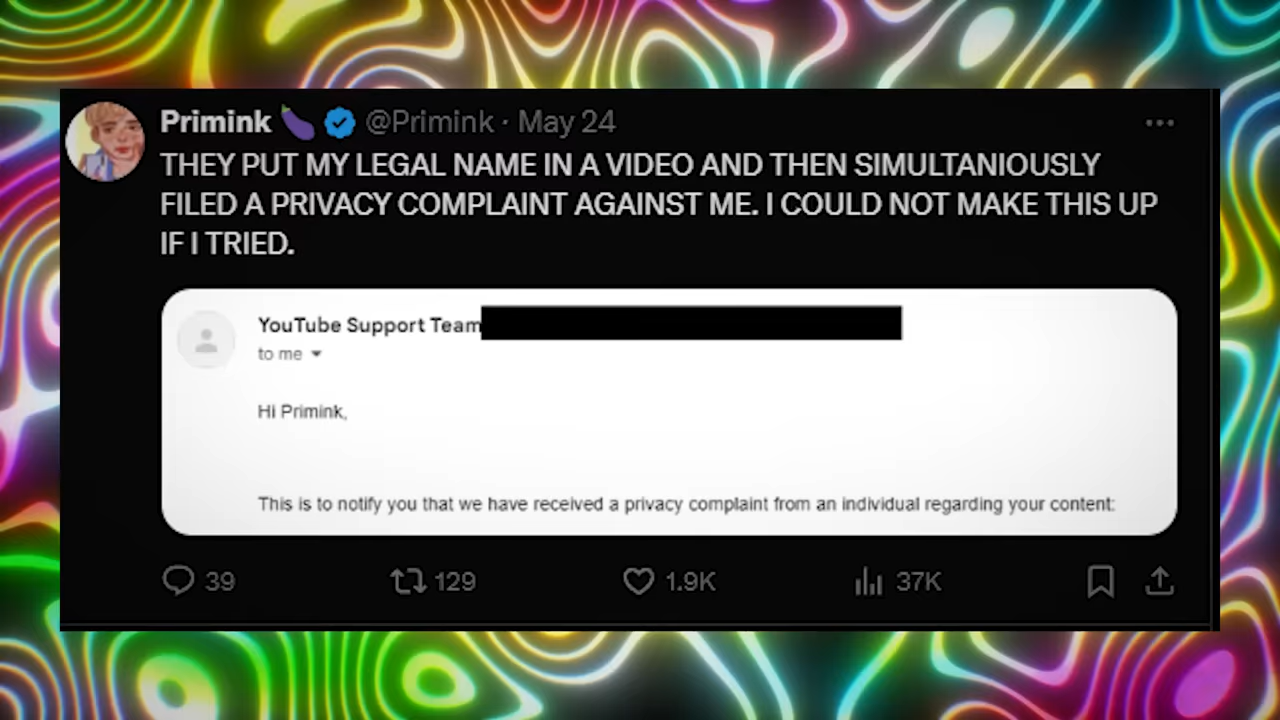 Primink 🍆 @Primink · May 24
THEY PUT MY LEGAL NAME IN A VIDEO AND THEN SIMULTANIOUSLY
FILED A PRIVACY COMPLAINT AGAINST ME. I COULD NOT MAKE THIS UP
IF I TRIED.
YouTube Support Team
to me
Hi Primink,
This is to notify you that we have received a privacy complaint from an individual regarding your content:
39 129 1.9K 37K